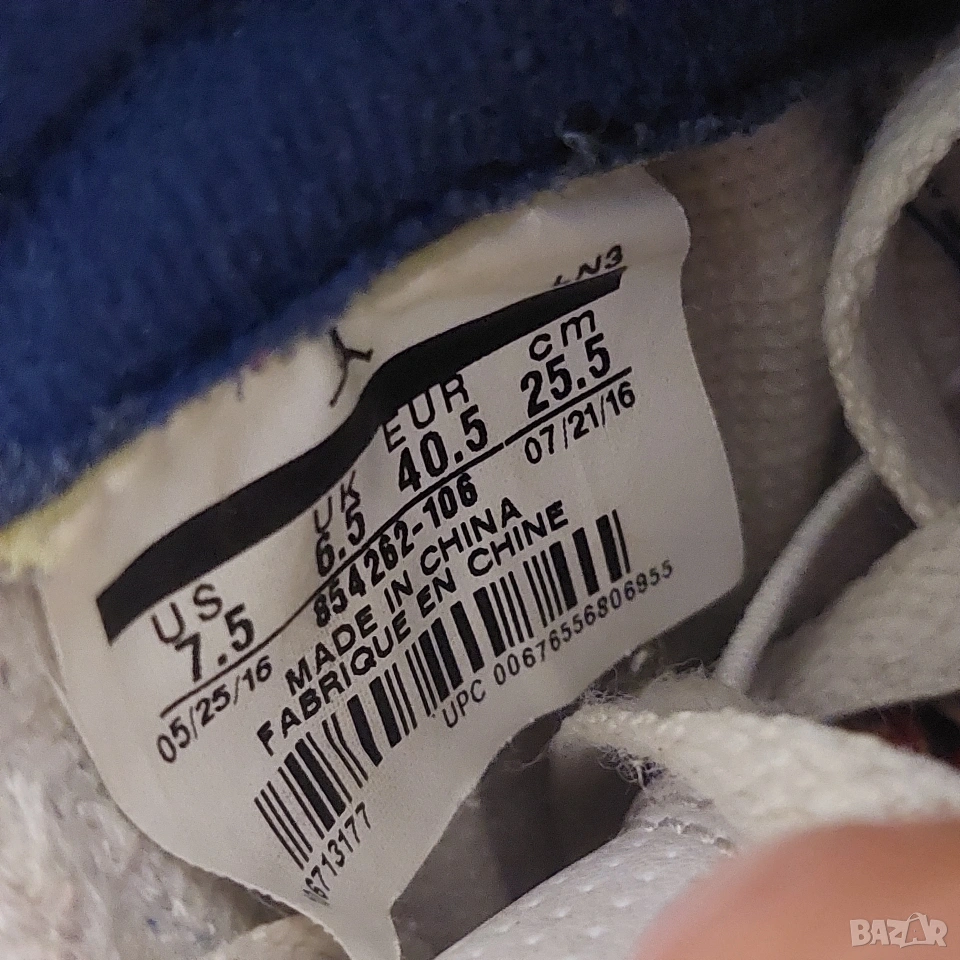 LN3
US UK EUR cm
7.5 6.5 40.5 25.5
05/25/16 854262-106 07/21/16
MADE IN CHINA
FABRIQUE EN CHINE
UPC 00676556806955
BAZAR